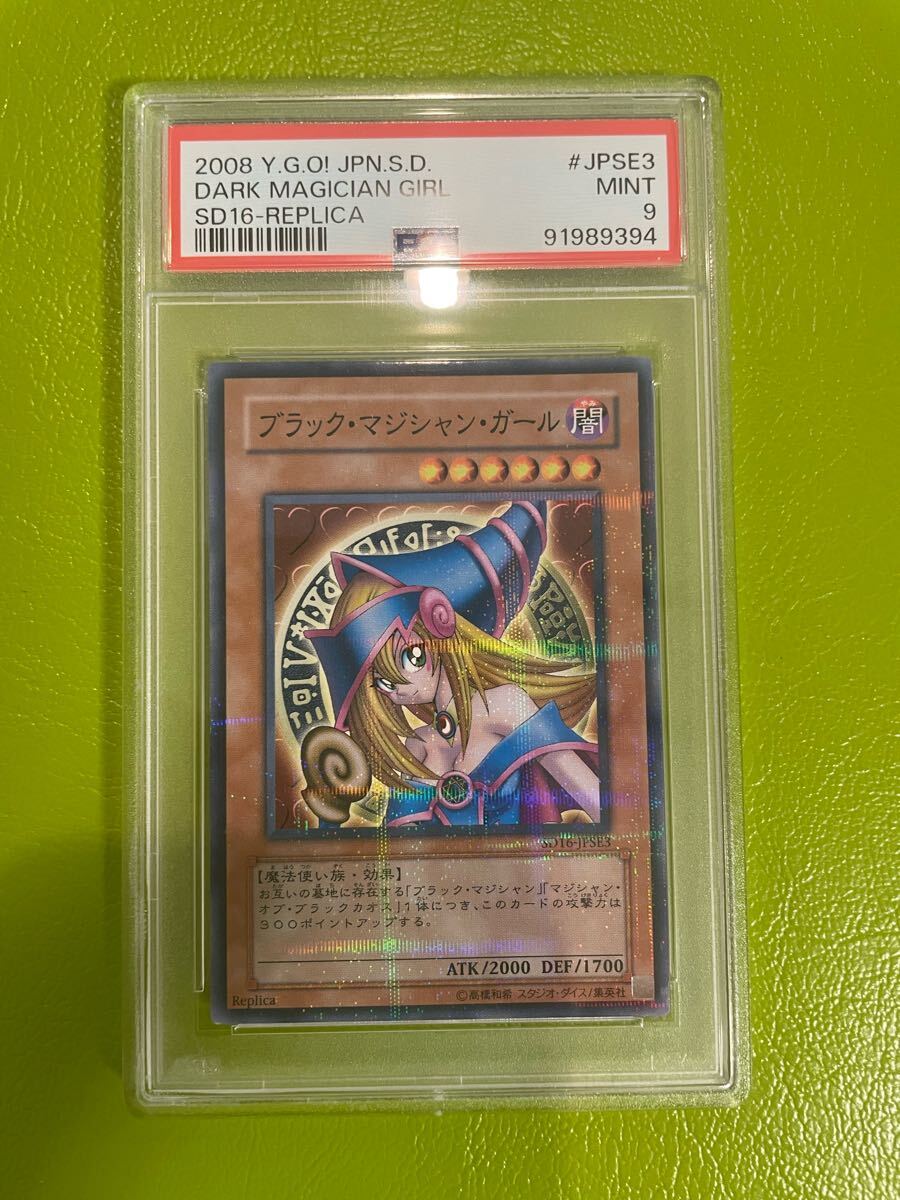 2008 Y.G.O! JPN.S.D. #JPSE3
DARK MAGICIAN GIRL MINT
SD16-REPLICA 9
91989394
ブラック・マジシャン・ガール 闇
やみ
SD16-JPSE3
【魔法使い族・効果】
お互いの墓地に存在する「ブラック・マジシャン」「マジシャン・
オブ・ブラックカオス」1体につき、このカードの攻撃力は
300ポイントアップする。
ATK/2000 DEF/1700
Replica ©高橋和希 スタジオ・ダイス/集英社